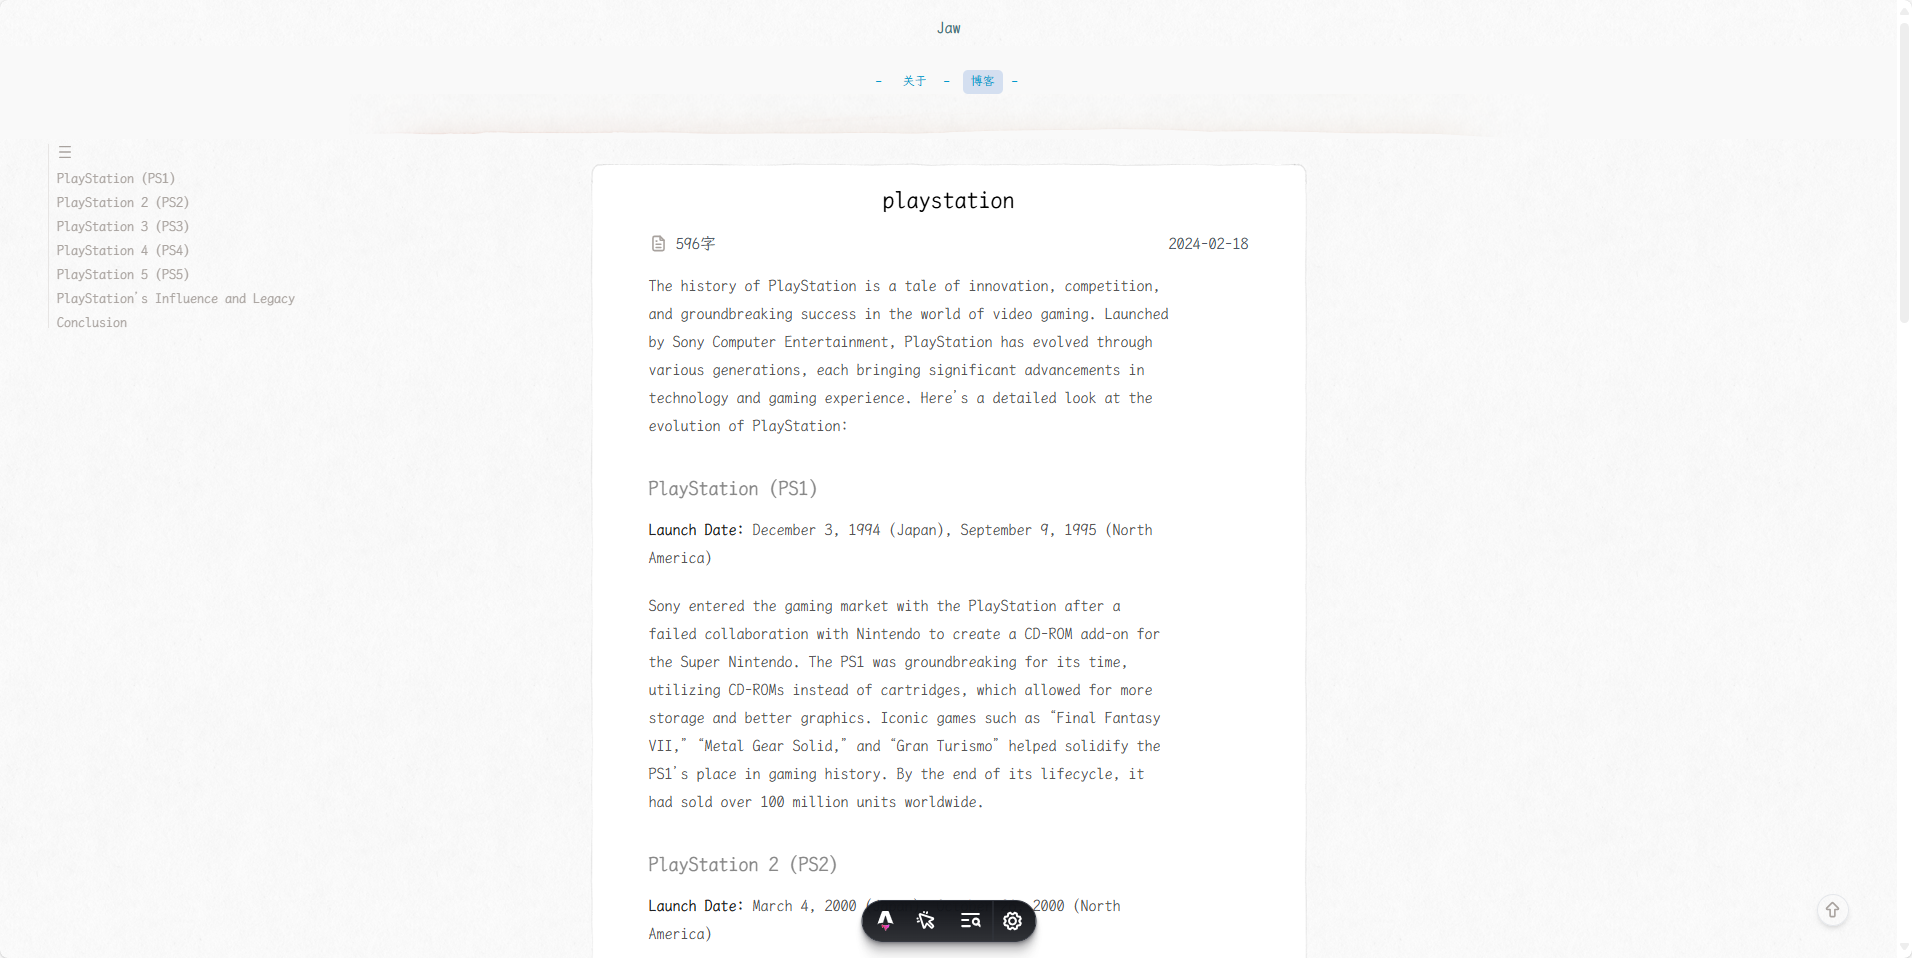 Jaw
- 关于 - 博客 -
PlayStation (PS1)
PlayStation 2 (PS2)
PlayStation 3 (PS3)
PlayStation 4 (PS4)
PlayStation 5 (PS5)
PlayStation's Influence and Legacy
Conclusion
playstation
596字 2024-02-18
The history of PlayStation is a tale of innovation, competition,
and groundbreaking success in the world of video gaming. Launched
by Sony Computer Entertainment, PlayStation has evolved through
various generations, each bringing significant advancements in
technology and gaming experience. Here's a detailed look at the
evolution of PlayStation:
PlayStation (PS1)
Launch Date: December 3, 1994 (Japan), September 9, 1995 (North
America)
Sony entered the gaming market with the PlayStation after a
failed collaboration with Nintendo to create a CD-ROM add-on for
the Super Nintendo. The PS1 was groundbreaking for its time,
utilizing CD-ROMs instead of cartridges, which allowed for more
storage and better graphics. Iconic games such as “Final Fantasy
VII,” “Metal Gear Solid,” and “Gran Turismo” helped solidify the
PS1's place in gaming history. By the end of its lifecycle, it
had sold over 100 million units worldwide.
PlayStation 2 (PS2)
Launch Date: March 4, 2000 ( 2000 (North
America)